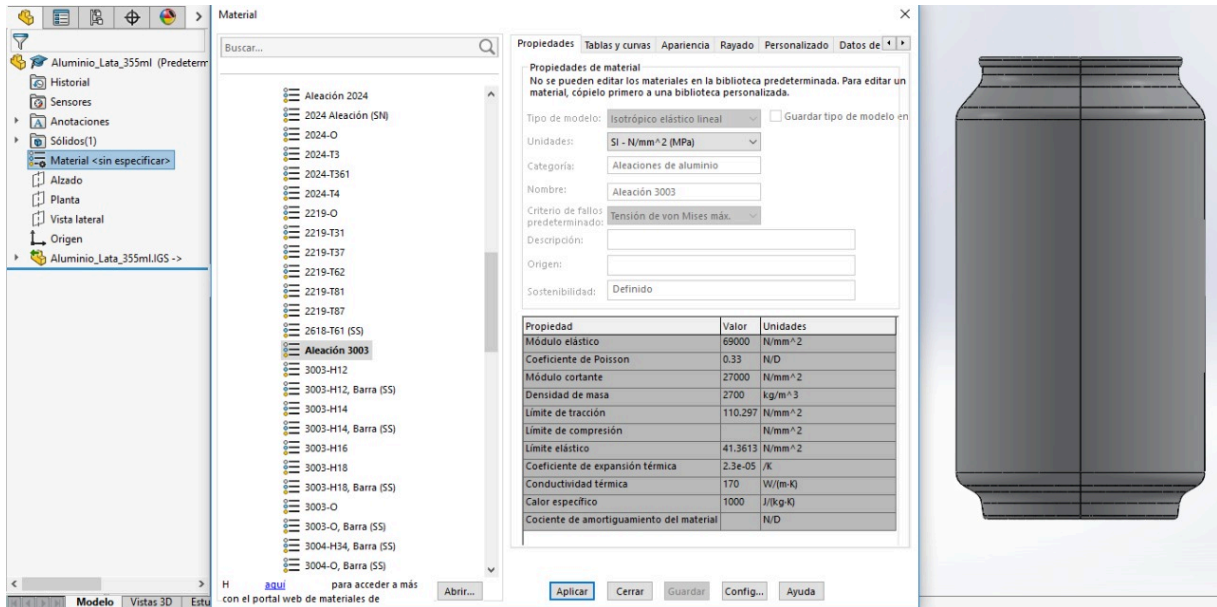 Aluminio_Lata_355ml (Predeterm
Historial
Sensores
Anotaciones
Sólidos(1)
Material <sin especificar>
Alzado
Planta
Vista lateral
Origen
Aluminio_Lata_355ml.IGS ->
Modelo
Vistas 3D
Estu
Material
Buscar...
Aleación 2024
2024 Aleación (SN)
2024-O
2024-T3
2024-T361
2024-T4
2219-O
2219-T31
2219-T37
2219-T62
2219-T81
2219-T87
2618-T61 (SS)
Aleación 3003
3003-H12
3003-H12, Barra (SS)
3003-H14
3003-H14, Barra (SS)
3003-H16
3003-H18
3003-H18, Barra (SS)
3003-O
3003-O, Barra (SS)
3004-H34, Barra (SS)
3004-O, Barra (SS)
H aquí para acceder a más
con el portal web de materiales de
Abrir...
Propiedades Tablas y curvas Apariencia Rayado Personalizado Datos de
Propiedades de material
No se pueden editar los materiales en la biblioteca predeterminada. Para editar un
material, cópielo primero a una biblioteca personalizada.
Tipo de modelo: Isotrópico elástico lineal Guardar tipo de modelo en
Unidades: SI - N/mm^2 (MPa)
Categoría: Aleaciones de aluminio
Nombre: Aleación 3003
Criterio de fallos
predeterminado: Tensión de von Mises máx.
Descripción:
Origen:
Sostenibilidad: Definido
Propiedad Valor Unidades
Módulo elástico 69000 N/mm^2
Coeficiente de Poisson 0.33 N/D
Módulo cortante 27000 N/mm^2
Densidad de masa 2700 kg/m^3
Límite de tracción 110.297 N/mm^2
Límite de compresión N/mm^2
Límite elástico 41.3613 N/mm^2
Coeficiente de expansión térmica 2.3e-05 /K
Conductividad térmica 170 W/(m·K)
Calor específico 1000 J/(kg·K)
Cociente de amortiguamiento del material N/D
Aplicar Cerrar Guardar Config... Ayuda